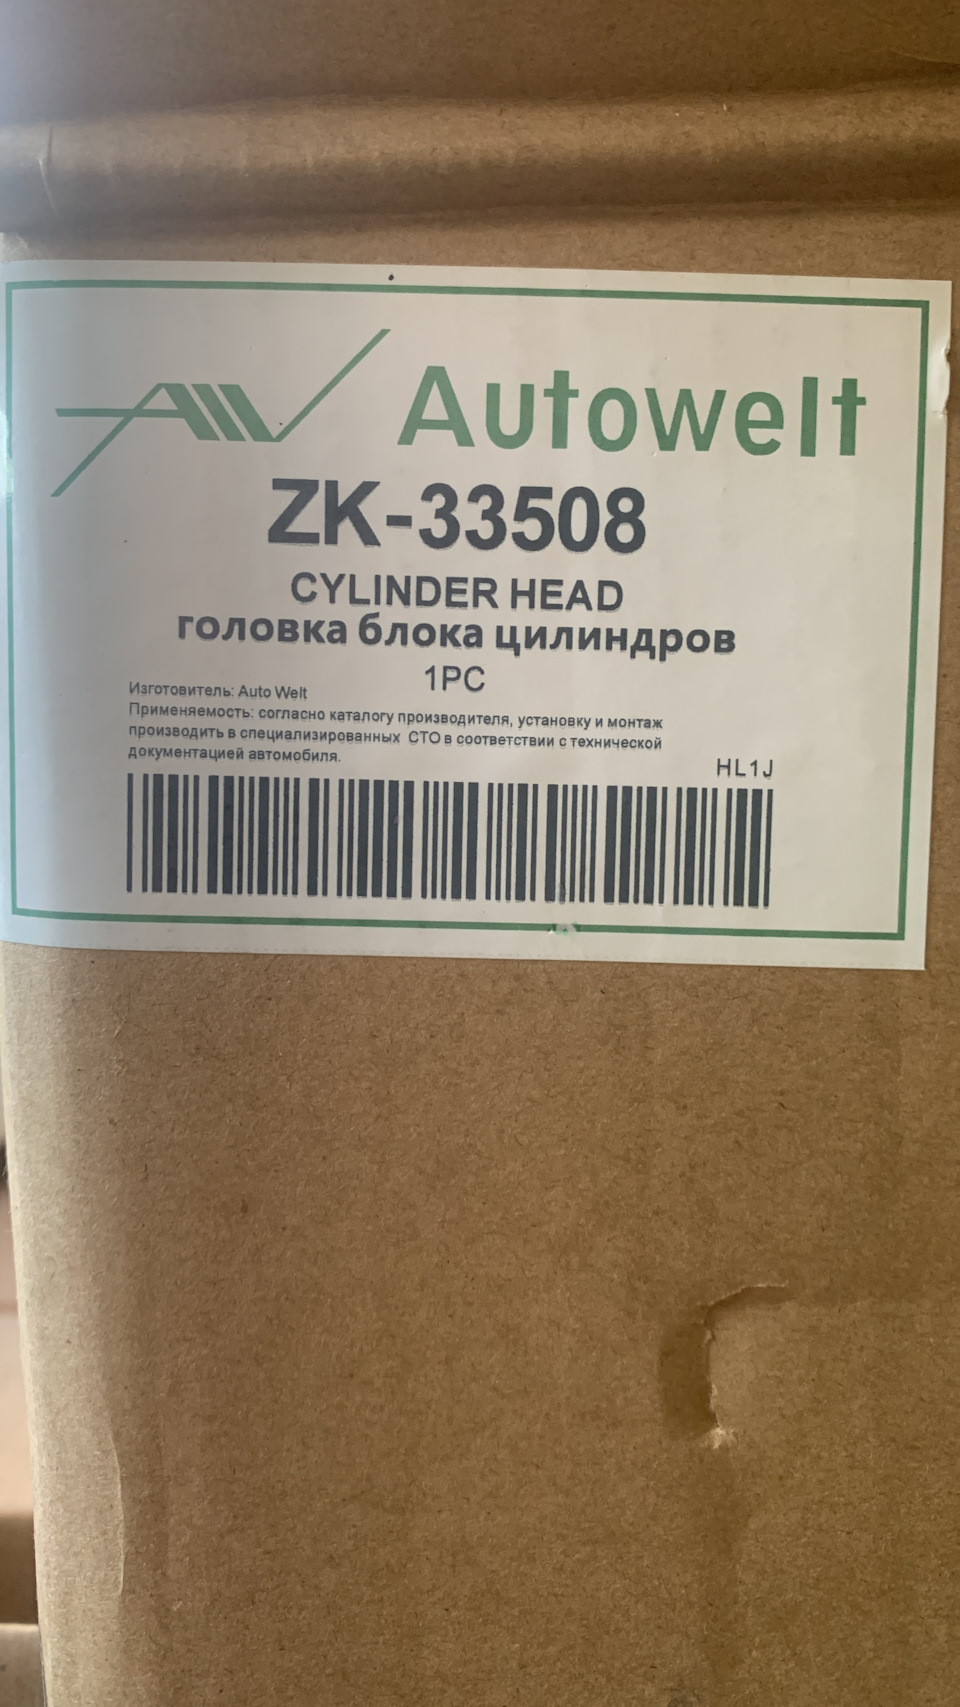 Autowelt
ZK-33508
CYLINDER HEAD
головка блока цилиндров
1PC
Изготовитель: Auto Welt
Применяемость: согласно каталогу производителя, установку и монтаж
производить в специализированных СТО в соответствии с технической
документацией автомобиля.
HL1J